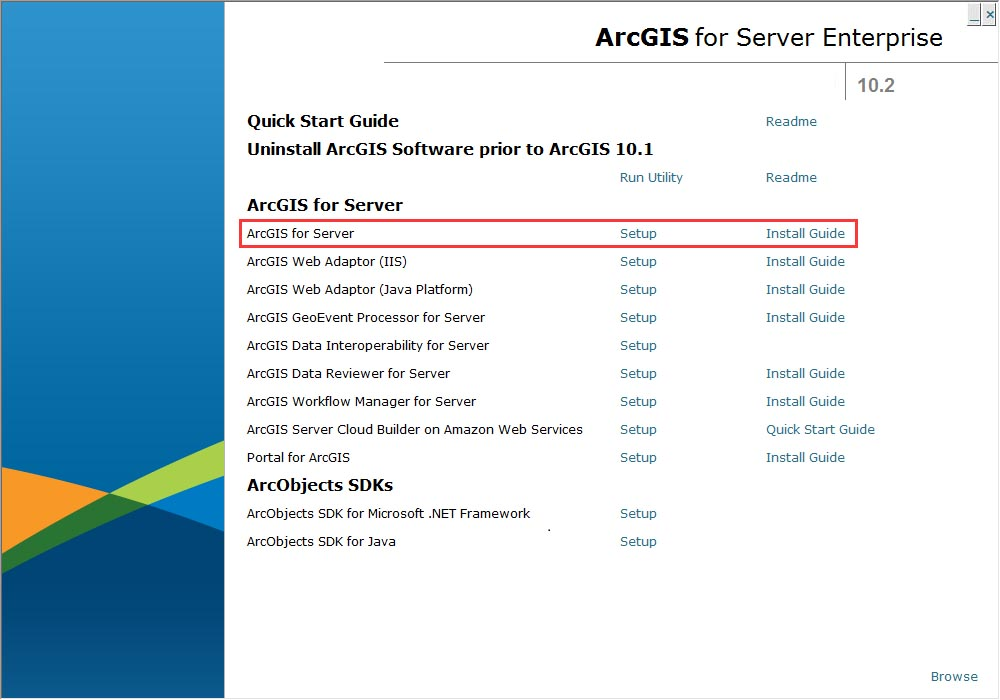 ArcGIS for Server Enterprise
10.2
Quick Start Guide Readme
Uninstall ArcGIS Software prior to ArcGIS 10.1
Run Utility Readme
ArcGIS for Server
ArcGIS for Server Setup Install Guide
ArcGIS Web Adaptor (IIS) Setup Install Guide
ArcGIS Web Adaptor (Java Platform) Setup Install Guide
ArcGIS GeoEvent Processor for Server Setup Install Guide
ArcGIS Data Interoperability for Server Setup
ArcGIS Data Reviewer for Server Setup Install Guide
ArcGIS Workflow Manager for Server Setup Install Guide
ArcGIS Server Cloud Builder on Amazon Web Services Setup Quick Start Guide
Portal for ArcGIS Setup Install Guide
ArcObjects SDKs
ArcObjects SDK for Microsoft .NET Framework Setup
ArcObjects SDK for Java Setup
Browse